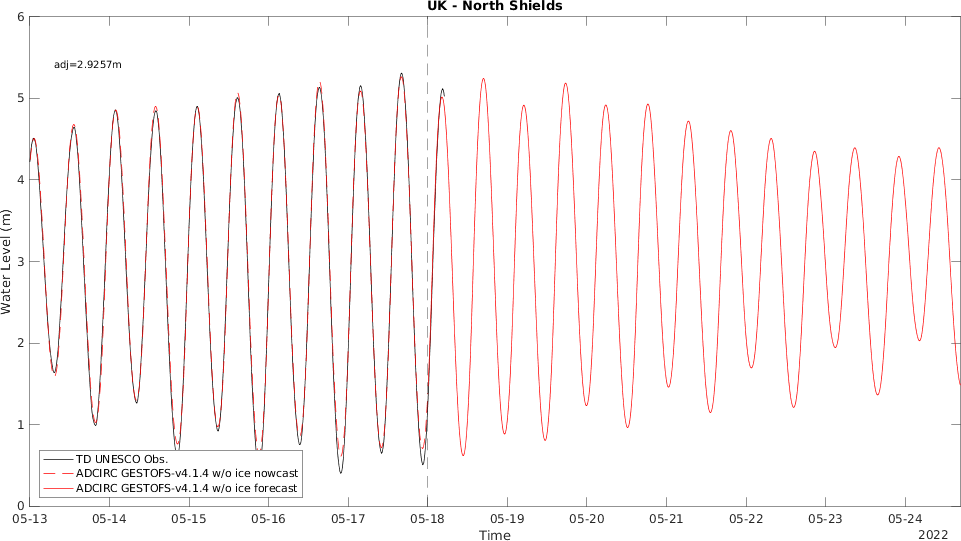 UK - North Shields
adj=2.9257m
6
5
4
3
2
1
0
Water Level (m)
TD UNESCO Obs.
ADCIRC GESTOFS-v4.1.4 w/o ice nowcast
ADCIRC GESTOFS-v4.1.4 w/o ice forecast
05-13 05-14 05-15 05-16 05-17 05-18 05-19 05-20 05-21 05-22 05-23 05-24
Time
2022